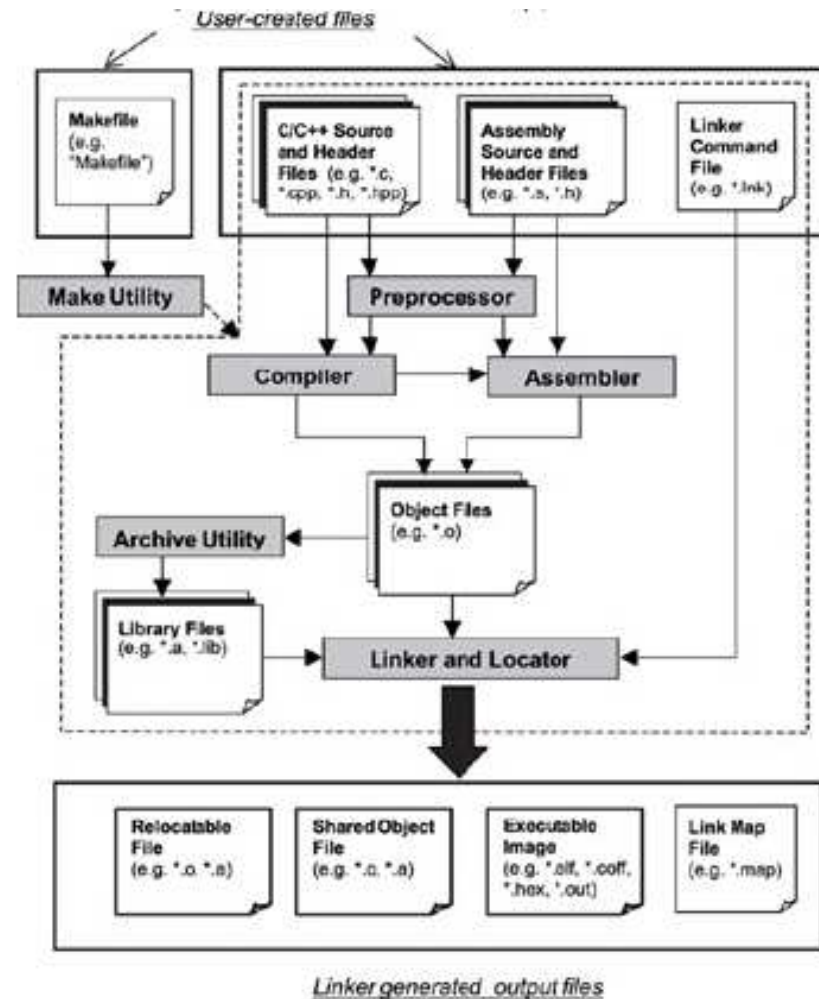 User-created files
Makefile
(e.g.
"Makefile")
C/C++ Source
and Header
Files (e.g. *.c,
*.cpp, *.h, *.hpp)
Assembly
Source and
Header Files
(e.g. *.s, *.h)
Linker
Command
File
(e.g. *.lnk)
Make Utility
Preprocessor
Compiler
Assembler
Object Files
(e.g. *.o)
Archive Utility
Library Files
(e.g. *.a, *.lib)
Linker and Locator
Relocatable
File
(e.g. *.o, *.a)
Shared Object
File
(e.g. *.o, *.a)
Executable
Image
(e.g. *.elf, *.coff,
*.hex, *.out)
Link Map
File
(e.g. *.map)
Linker generated output files